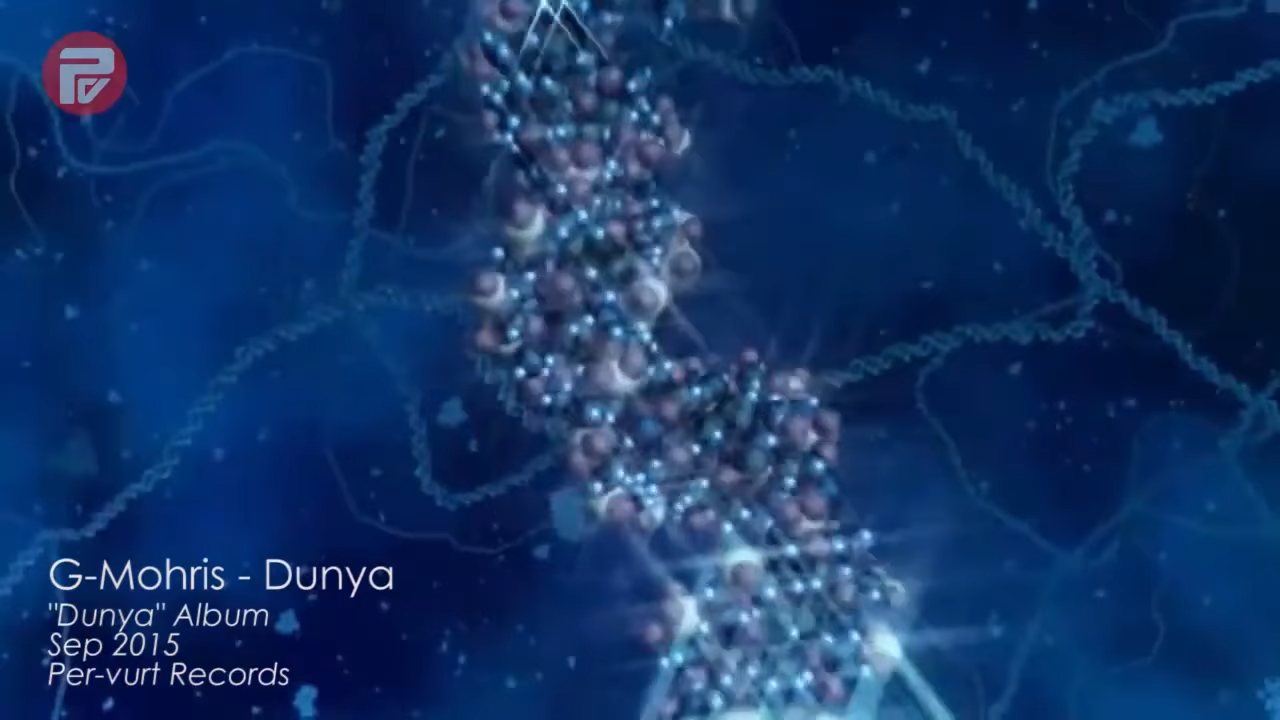 G-Mohris - Dunya
"Dunya" Album
Sep 2015
Per-vurt Records